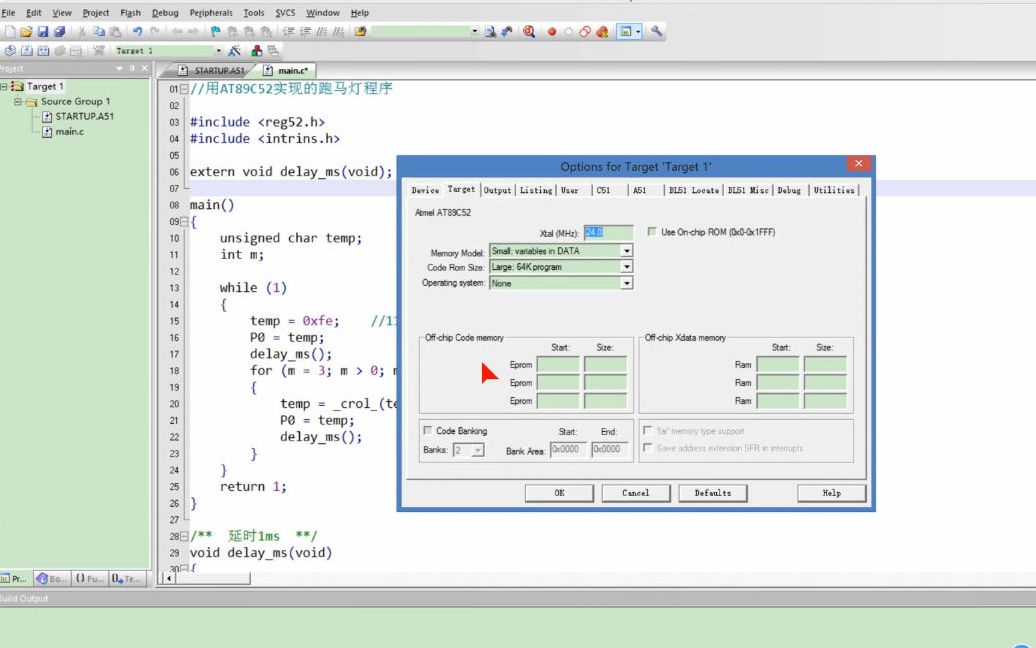 File Edit View Project Flash Debug Peripherals Tools SVCS Window Help
Target 1
Project
STARTUP.A51 main.c*
Target 1
Source Group 1
STARTUP.A51
main.c
01 //用AT89C52实现的跑马灯程序
02
03 #include <reg52.h>
04 #include <intrins.h>
05
06 extern void delay_ms(void);
07
08 main()
09 {
10 unsigned char temp;
11 int m;
12
13 while (1)
14 {
15 temp = 0xfe; //11
16 P0 = temp;
17 delay_ms();
18 for (m = 3; m > 0; m
19 {
20 temp = _crol_(te
21 P0 = temp;
22 delay_ms();
23 }
24 }
25 return 1;
26 }
27
28 /** 延时1ms **/
29 void delay_ms(void)
30 {
Options for Target 'Target 1'
Device Target Output Listing User C51 A51 BL51 Locate BL51 Misc Debug Utilities
Atmel AT89C52
Xtal (MHz): 24.0 Use On-chip ROM (0x0-0x1FFF)
Memory Model: Small: variables in DATA
Code Rom Size: Large: 64K program
Operating system: None
Off-chip Code memory
Start: Size:
Eprom
Eprom
Eprom
Off-chip Xdata memory
Start: Size:
Ram
Ram
Ram
Code Banking Start: End:
Banks: 2 Bank Area: 0x0000 0x0000
'far' memory type support
Save address extension SFR in interrupts
OK Cancel Defaults Help
Pr... Bo... {} Fu... 0 Te...
Build Output